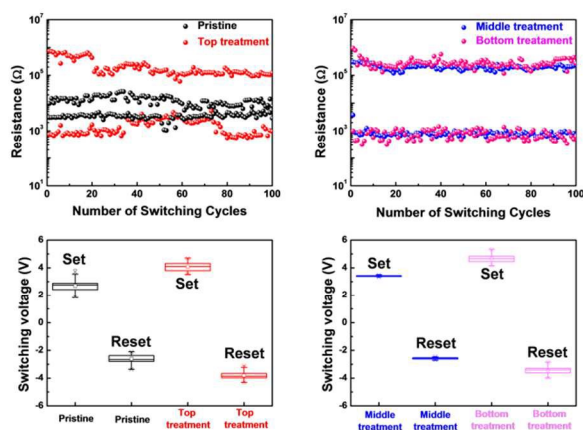 Pristine
Top treatment
Resistance (Ω)
10⁷
10⁵
10³
10¹
0 20 40 60 80 100
Number of Switching Cycles
Middle treatment
Bottom treatament
Resistance (Ω)
10⁷
10⁵
10³
10¹
0 20 40 60 80 100
Number of Switching Cycles
Switching voltage (V)
6
4
2
0
-2
-4
-6
Set
Set
Reset
Reset
Pristine
Pristine
Top
treatment
Top
treatment
Switching voltage (V)
6
4
2
0
-2
-4
-6
Set
Set
Reset
Reset
Middle
treatment
Middle
treatment
Bottom
treatment
Bottom
treatment